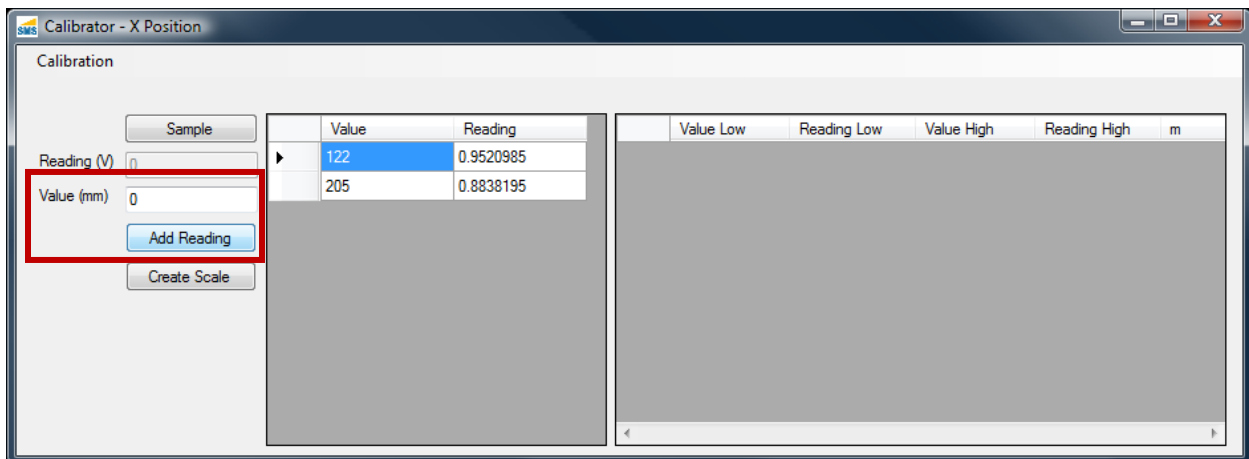 SMS Calibrator - X Position
Calibration
Sample
Reading (V) 0
Value (mm) 0
Add Reading
Create Scale
Value Reading
122 0.9520985
205 0.8838195
Value Low Reading Low Value High Reading High m